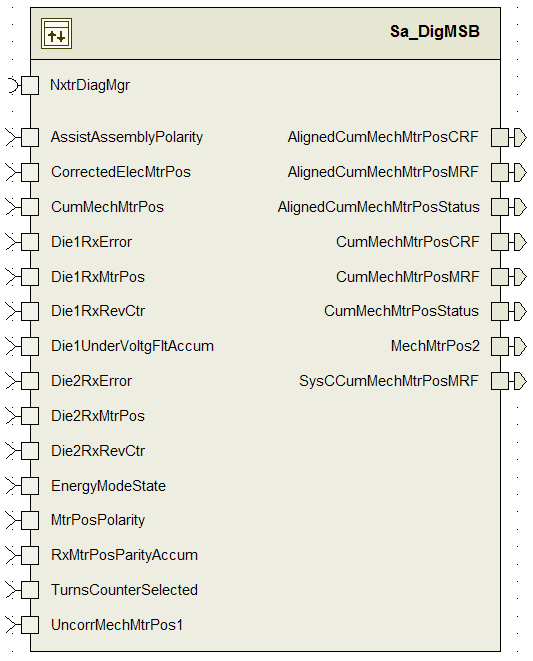 Sa_DigMSB
NxtrDiagMgr
AssistAssemblyPolarity
CorrectedElecMtrPos
CumMechMtrPos
Die1RxError
Die1RxMtrPos
Die1RxRevCtr
Die1UnderVoltgFltAccum
Die2RxError
Die2RxMtrPos
Die2RxRevCtr
EnergyModeState
MtrPosPolarity
RxMtrPosParityAccum
TurnsCounterSelected
UncorrMechMtrPos1
AlignedCumMechMtrPosCRF
AlignedCumMechMtrPosMRF
AlignedCumMechMtrPosStatus
CumMechMtrPosCRF
CumMechMtrPosMRF
CumMechMtrPosStatus
MechMtrPos2
SysCCumMechMtrPosMRF